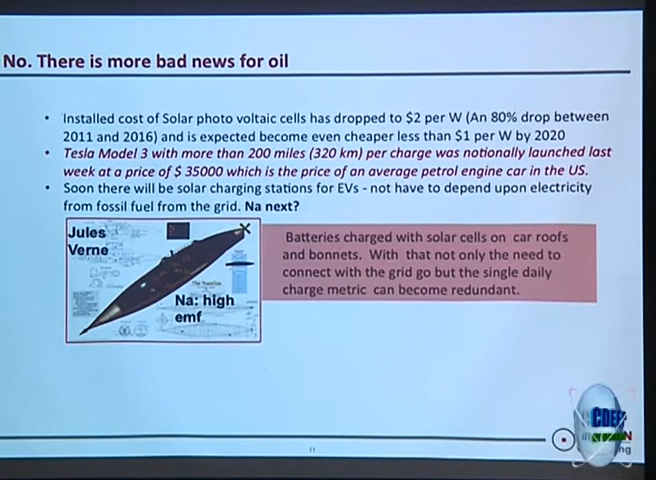 No. There is more bad news for oil
• Installed cost of Solar photo voltaic cells has dropped to $2 per W (An 80% drop between
2011 and 2016) and is expected become even cheaper less than $1 per W by 2020
• Tesla Model 3 with more than 200 miles (320 km) per charge was notionally launched last
week at a price of $ 35000 which is the price of an average petrol engine car in the US.
• Soon there will be solar charging stations for EVs - not have to depend upon electricity
from fossil fuel from the grid. Na next?
Jules
Verne
Na: high
emf
Batteries charged with solar cells on car roofs
and bonnets. With that not only the need to
connect with the grid go but the single daily
charge metric can become redundant.
11